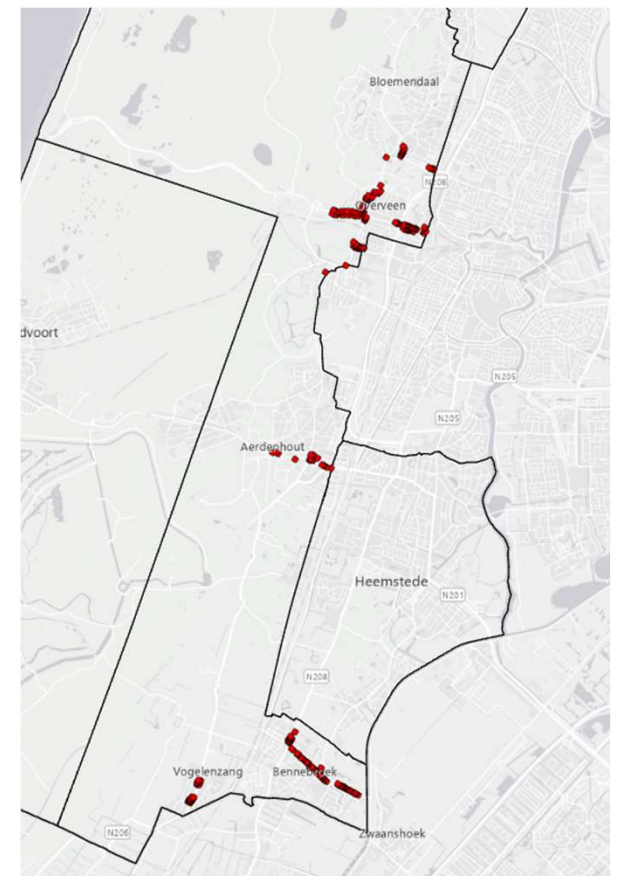 Bloemendaal
N208
Overveen
dvoort
N205
N205
Aerdenhout
Heemstede
N201
N208
Vogelenzang
Bennebroek
N206
Zwaanshoek